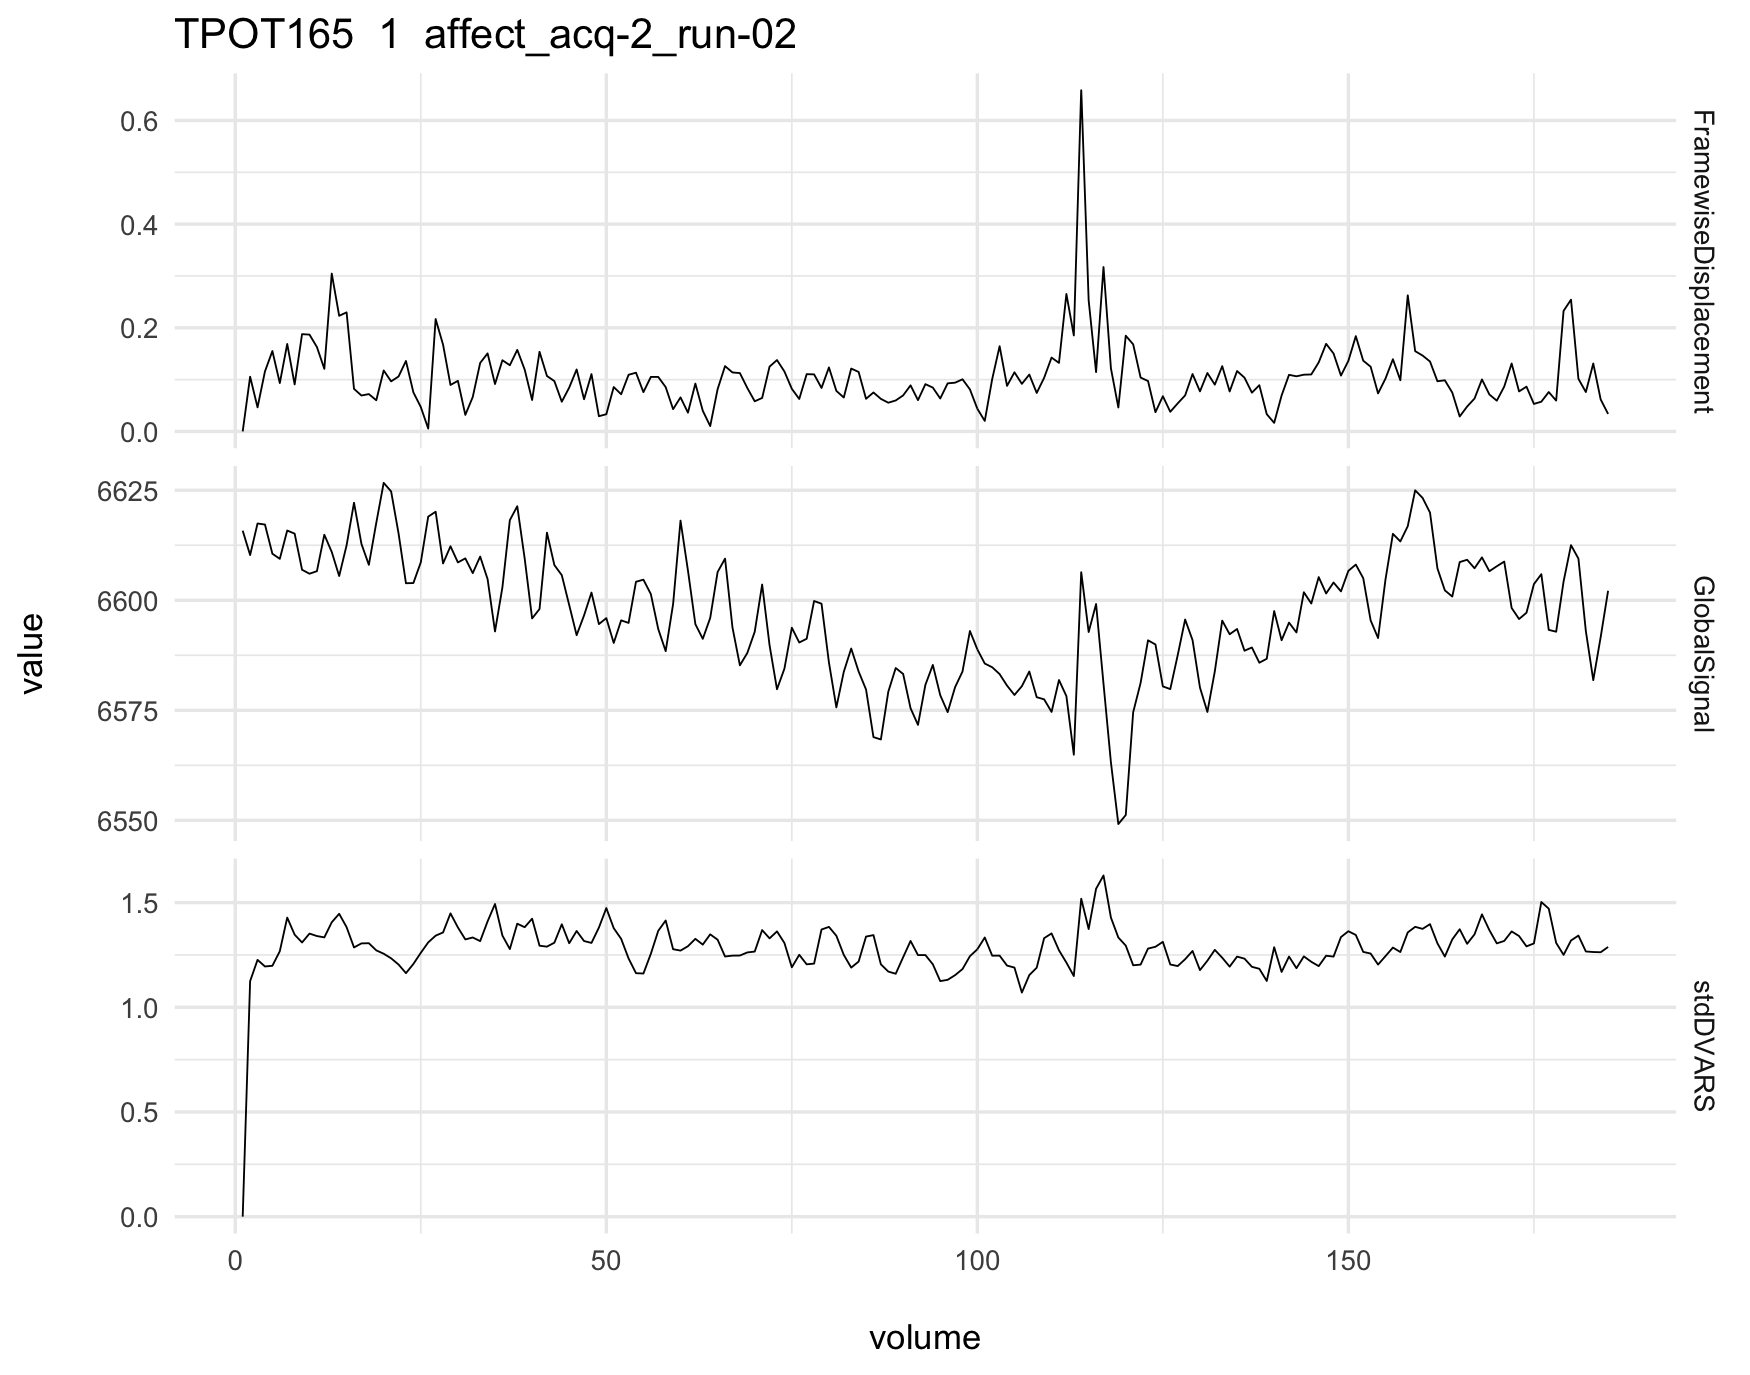 TPOT165 1 affect_acq-2_run-02
0.6
0.4
0.2
0.0
FramewiseDisplacement
6625
6600
6575
6550
GlobalSignal
value
1.5
1.0
0.5
0.0
stdDVARS
0 50 100 150
volume